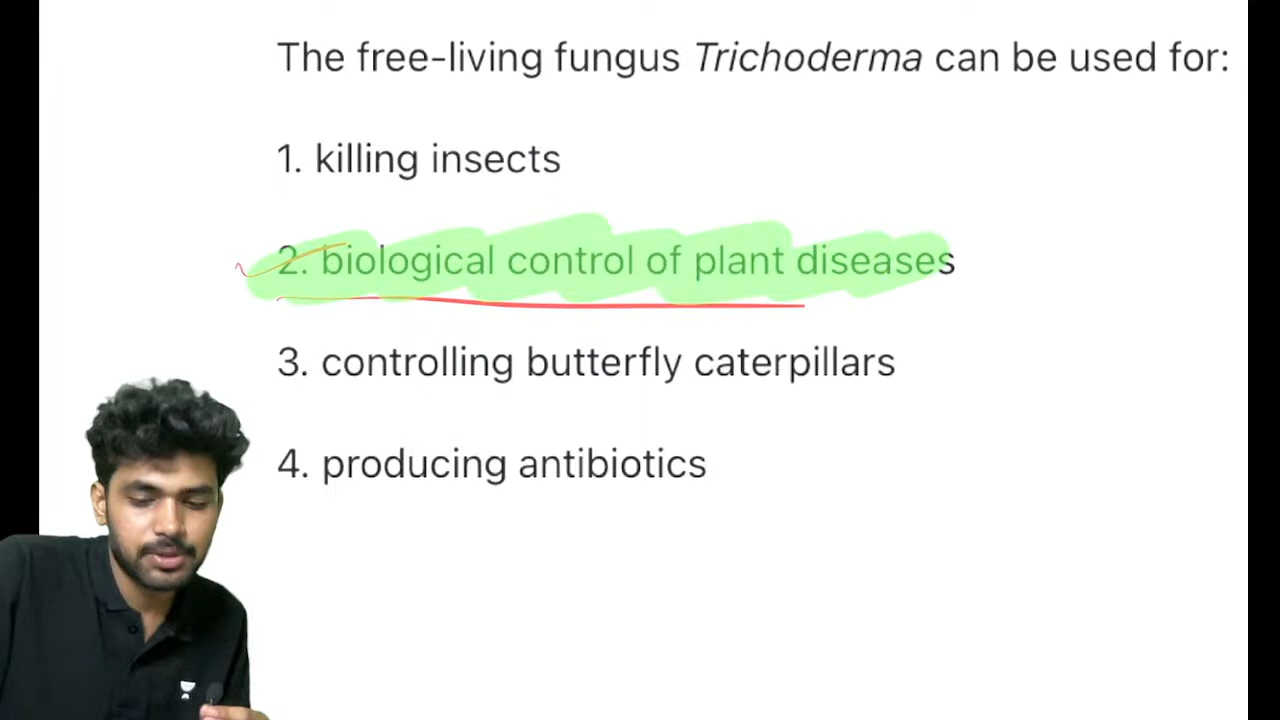 The free-living fungus Trichoderma can be used for:
1. killing insects
2. biological control of plant diseases
3. controlling butterfly caterpillars
4. producing antibiotics